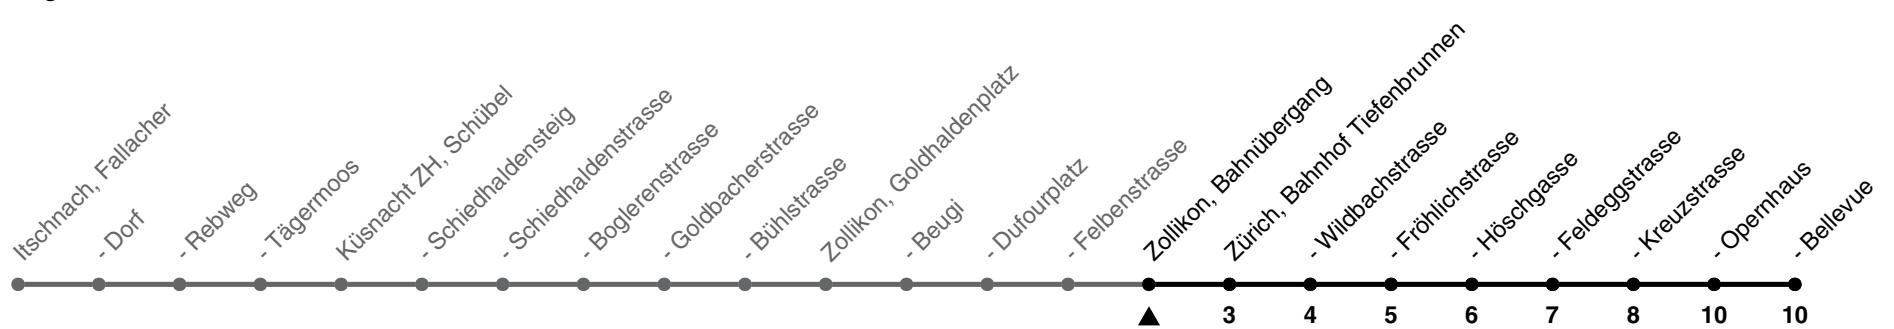 Itschnach, Fallacher
- Dorf
- Rebweg
- Tägermoos
Küsnacht ZH, Schübel
- Schiedhaldensteig
- Schiedhaldenstrasse
- Boglerenstrasse
- Goldbacherstrasse
- Bühlstrasse
Zollikon, Goldhaldenplatz
- Beugi
- Dufourplatz
- Felbenstrasse
Zollikon, Bahnübergang
Zürich, Bahnhof Tiefenbrunnen
- Wildbachstrasse
- Fröhlichstrasse
- Höschgasse
- Feldeggstrasse
- Kreuzstrasse
- Opernhaus
- Bellevue
3 4 5 6 7 8 10 10